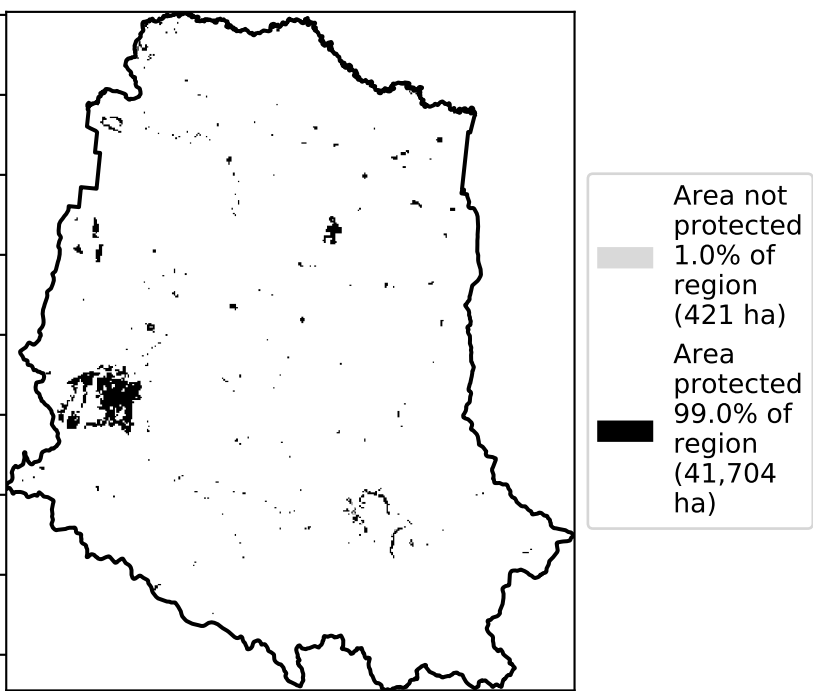 Area not
protected
1.0% of
region
(421 ha)
Area
protected
99.0% of
region
(41,704
ha)